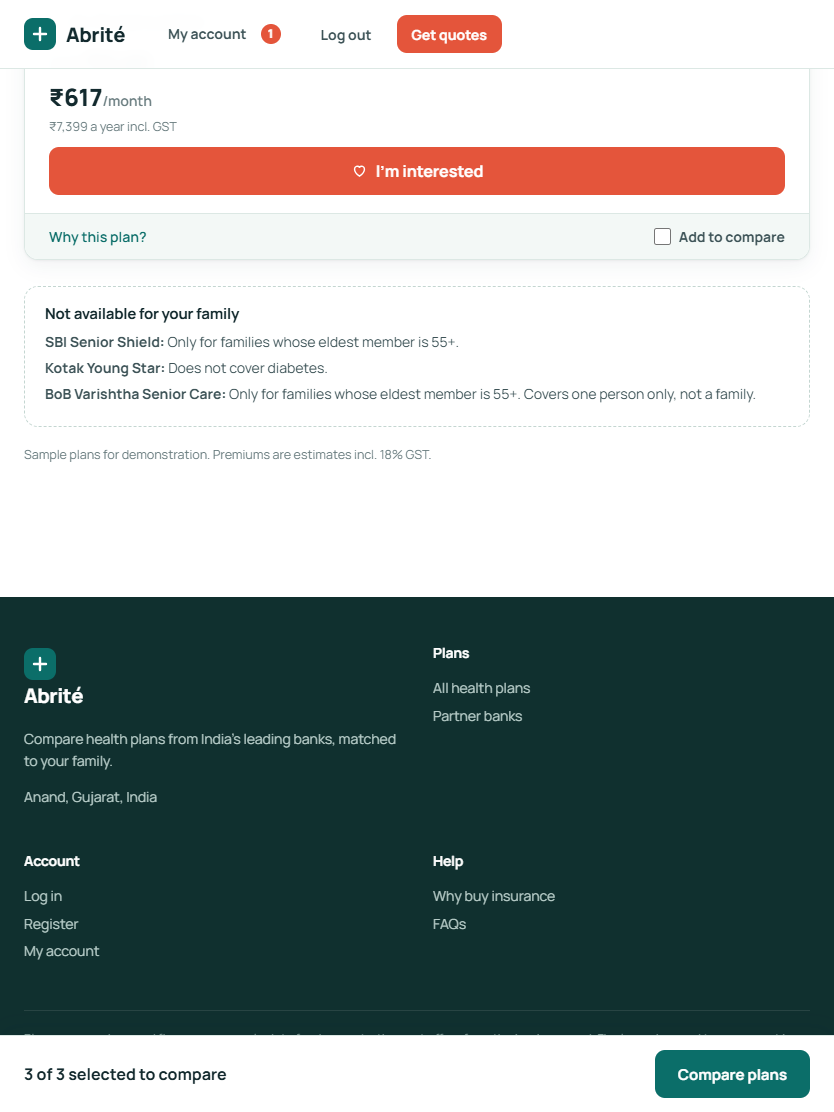 Abrité
My account 1
Log out
Get quotes
₹617/month
₹7,399 a year incl. GST
♡ I'm interested
Why this plan?
Add to compare
Not available for your family
SBI Senior Shield: Only for families whose eldest member is 55+.
Kotak Young Star: Does not cover diabetes.
BoB Varishtha Senior Care: Only for families whose eldest member is 55+. Covers one person only, not a family.
Sample plans for demonstration. Premiums are estimates incl. 18% GST.
Abrité
Compare health plans from India's leading banks, matched
to your family.
Anand, Gujarat, India
Plans
All health plans
Partner banks
Account
Log in
Register
My account
Help
Why buy insurance
FAQs
3 of 3 selected to compare
Compare plans